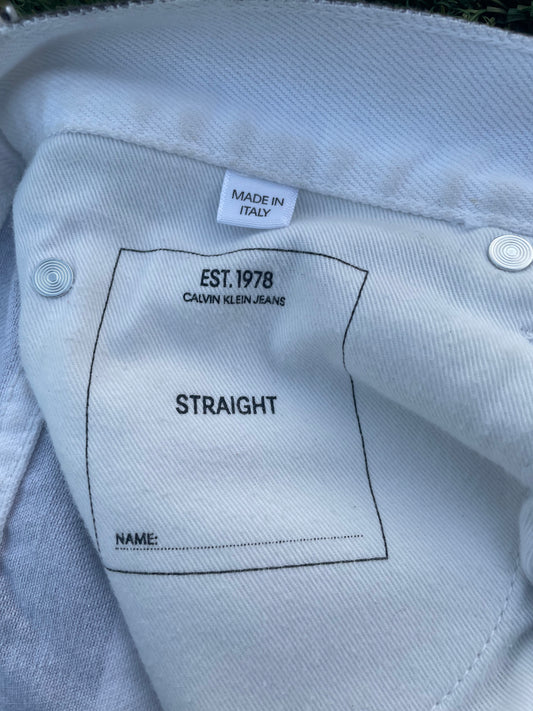 MADE IN
ITALY
EST. 1978
CALVIN KLEIN JEANS
STRAIGHT
NAME: